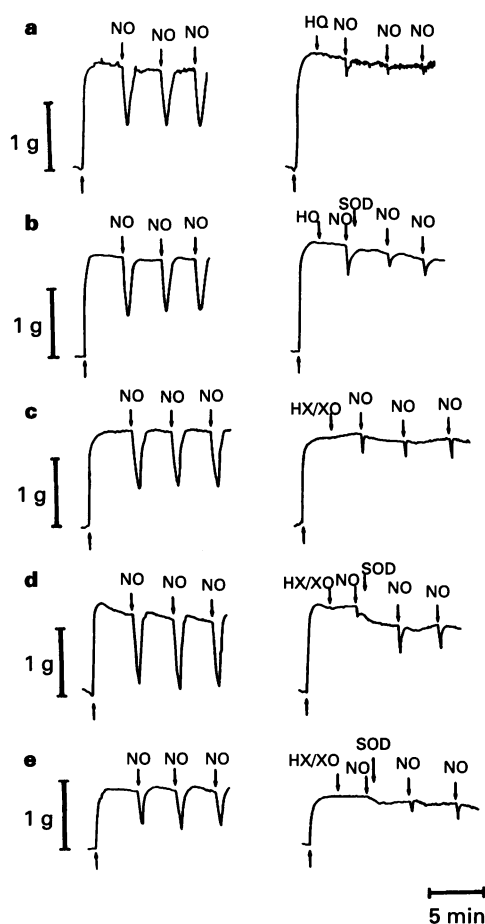 a NO NO NO HQ NO NO NO
1 g
b NO NO NO HQ NO SOD NO NO
1 g
c NO NO NO HX/XO NO NO NO
1 g
d NO NO NO HX/XO NO SOD NO NO
1 g
e NO NO NO HX/XO NO SOD NO NO
1 g
5 min